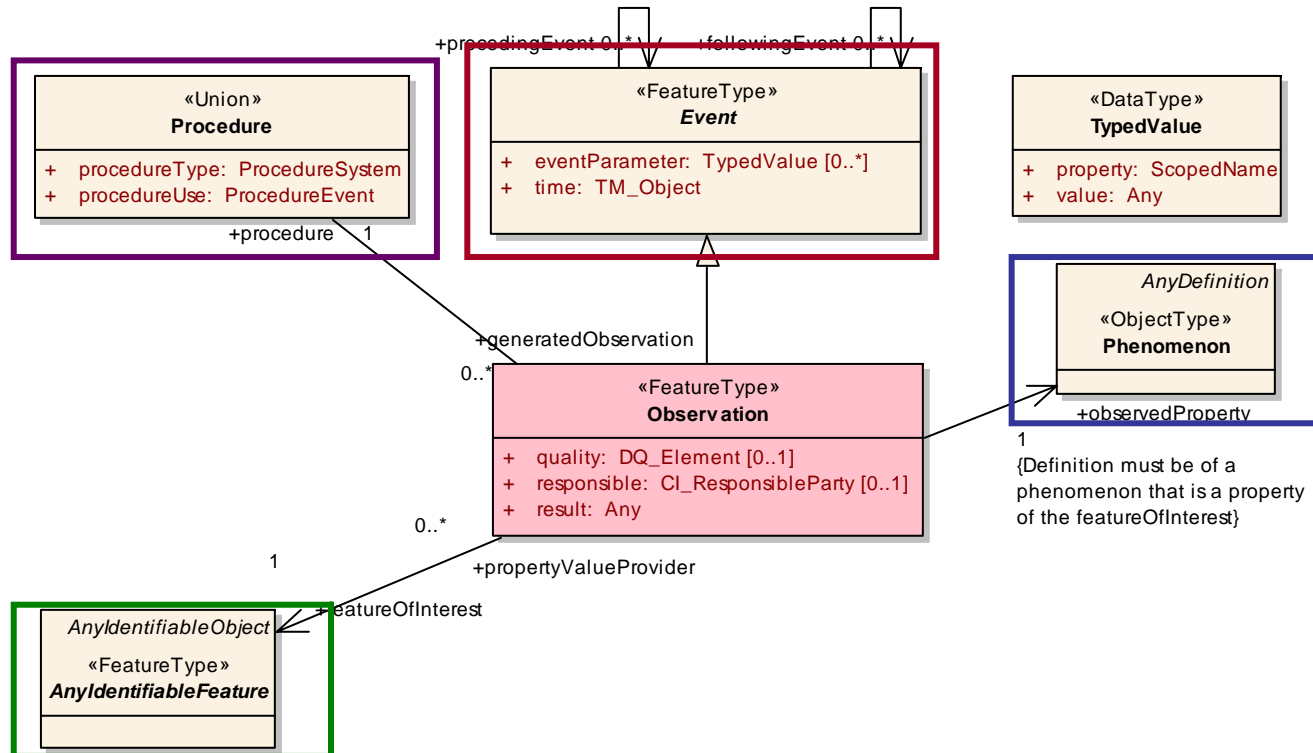 +precedingEvent 0..*
+followingEvent 0..*
«Union»
Procedure
+ procedureType: ProcedureSystem
+ procedureUse: ProcedureEvent
«FeatureType»
Event
+ eventParameter: TypedValue [0..*]
+ time: TM_Object
«DataType»
TypedValue
+ property: ScopedName
+ value: Any
+procedure 1
AnyDefinition
«ObjectType»
Phenomenon
+generatedObservation
0..*
«FeatureType»
Observation
+ quality: DQ_Element [0..1]
+ responsible: CI_ResponsibleParty [0..1]
+ result: Any
+observedProperty
1
{Definition must be of a
phenomenon that is a property
of the featureOfInterest}
0..*
1
+propertyValueProvider
+featureOfInterest
AnyIdentifiableObject
«FeatureType»
AnyIdentifiableFeature